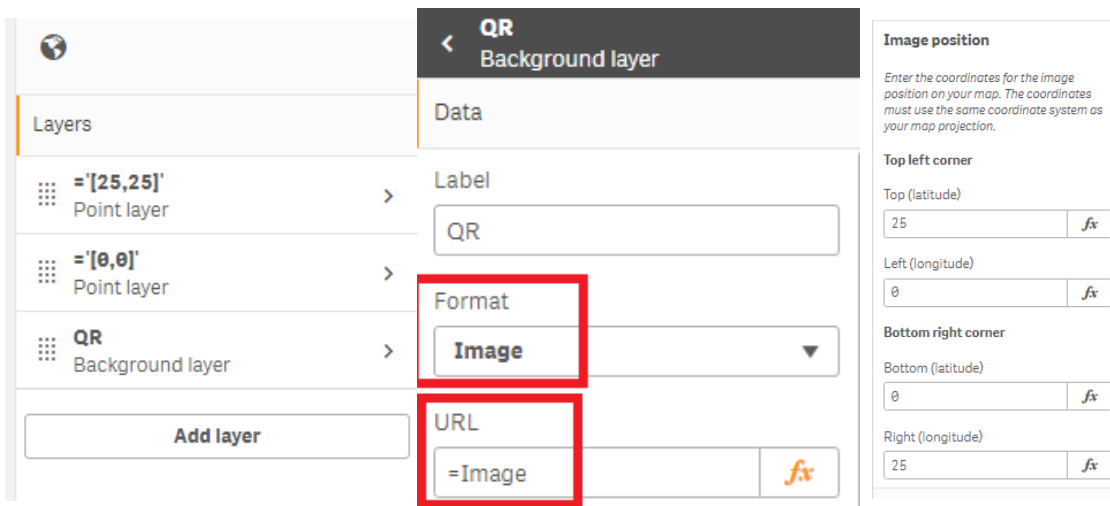 Layers
='[25,25]'
Point layer
='[0,0]'
Point layer
QR
Background layer
Add layer
QR
Background layer
Data
Label
QR
Format
Image
URL
=Image
fx
Image position
Enter the coordinates for the image
position on your map. The coordinates
must use the same coordinate system as
your map projection.
Top left corner
Top (latitude)
25
fx
Left (longitude)
0
fx
Bottom right corner
Bottom (latitude)
0
fx
Right (longitude)
25
fx